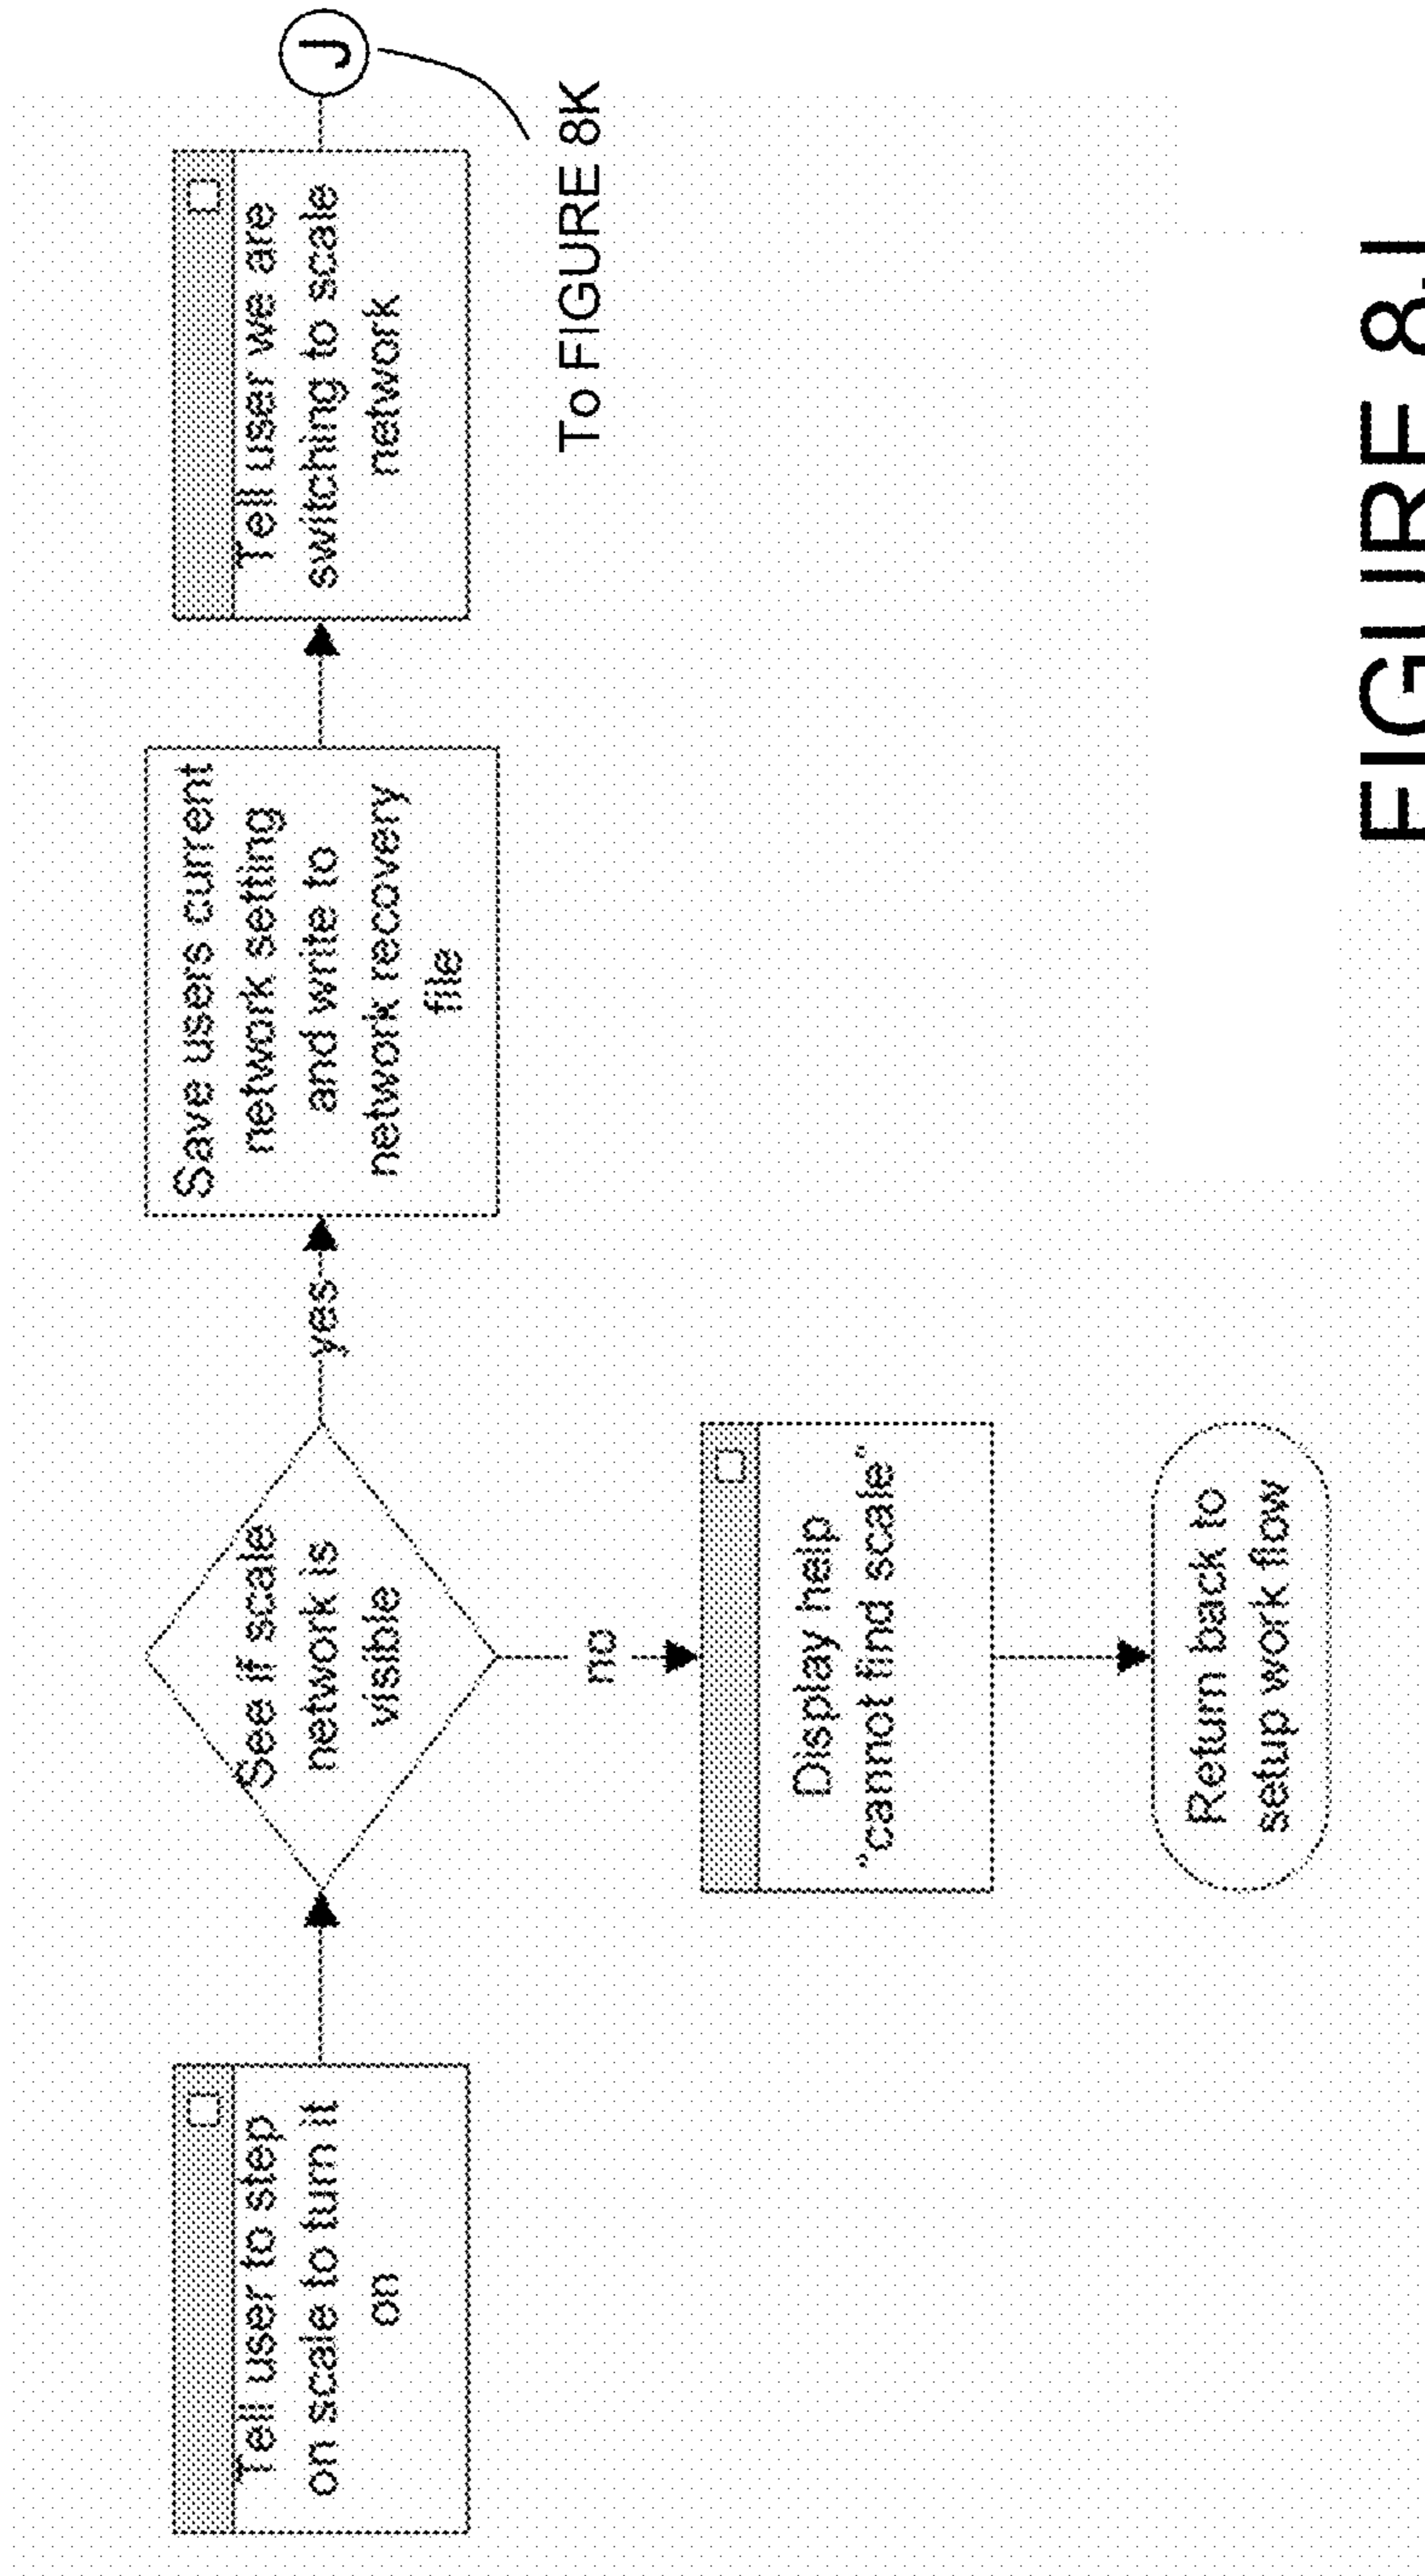 Tell user to step
on scale to turn it
on
See if scale
network is
visible
yes
Save users current
network setting
and write to
network recovery
file
Tell user we are
switching to scale
network
J
To FIGURE 8K
no
Display help
"cannot find scale"
Return back to
setup work flow
FIGURE 8J